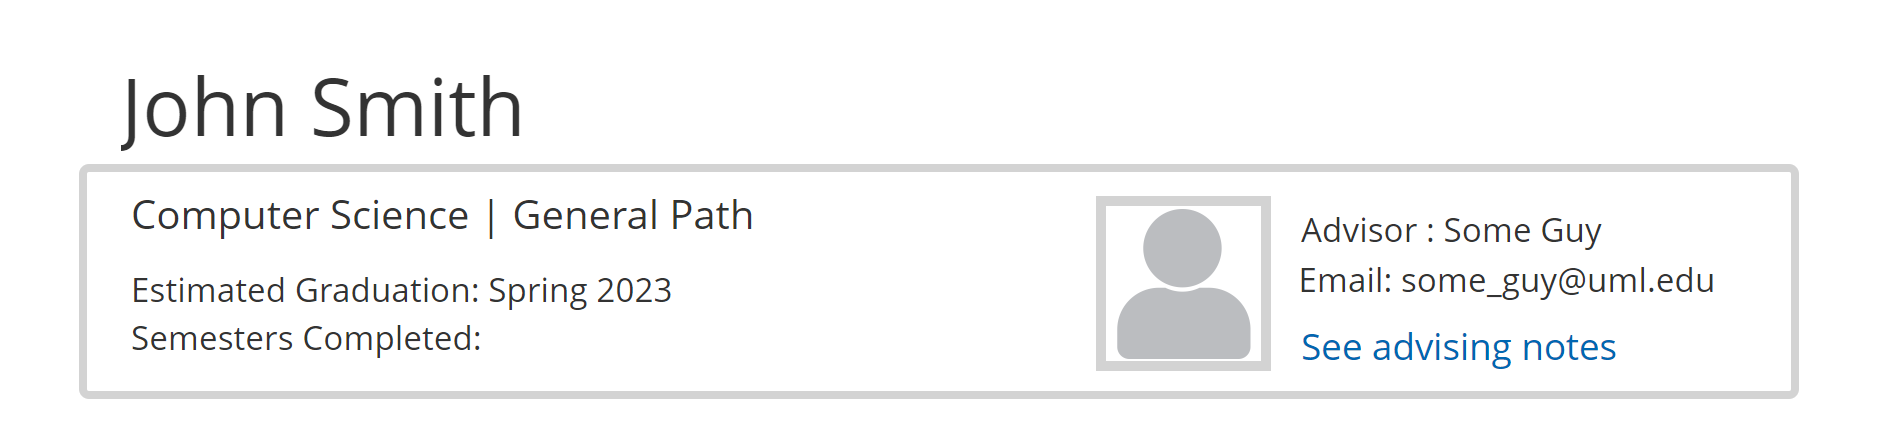 John Smith
Computer Science | General Path
Estimated Graduation: Spring 2023
Semesters Completed:
Advisor : Some Guy
Email: some_guy@uml.edu
See advising notes